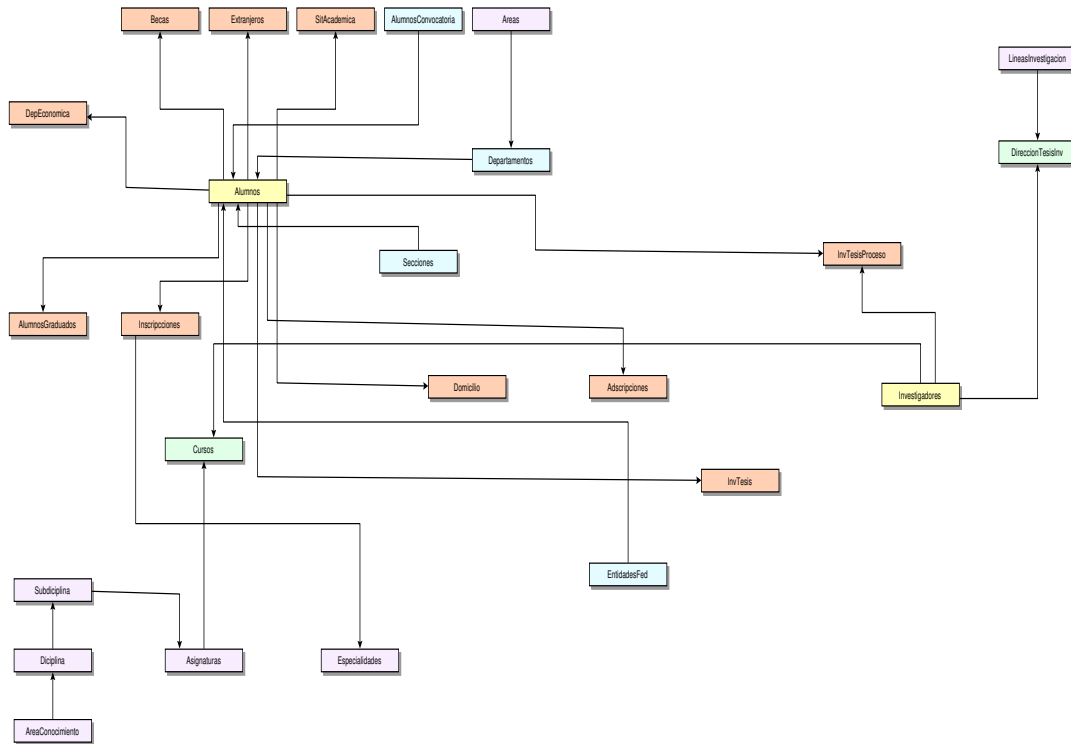 Becas
Extranjeros
SitAcademica
AlumnosConvocatoria
Areas
LineasInvestigacion
DepEconomica
DireccionTesisInv
Departamentos
Alumnos
InvTesisProceso
Secciones
AlumnosGraduados
Inscripcciones
Domicilio
Adscripciones
Investigadores
Cursos
InvTesis
EntidadesFed
Subdiciplina
Diciplina
Asignaturas
Especialidades
AreaConocimiento